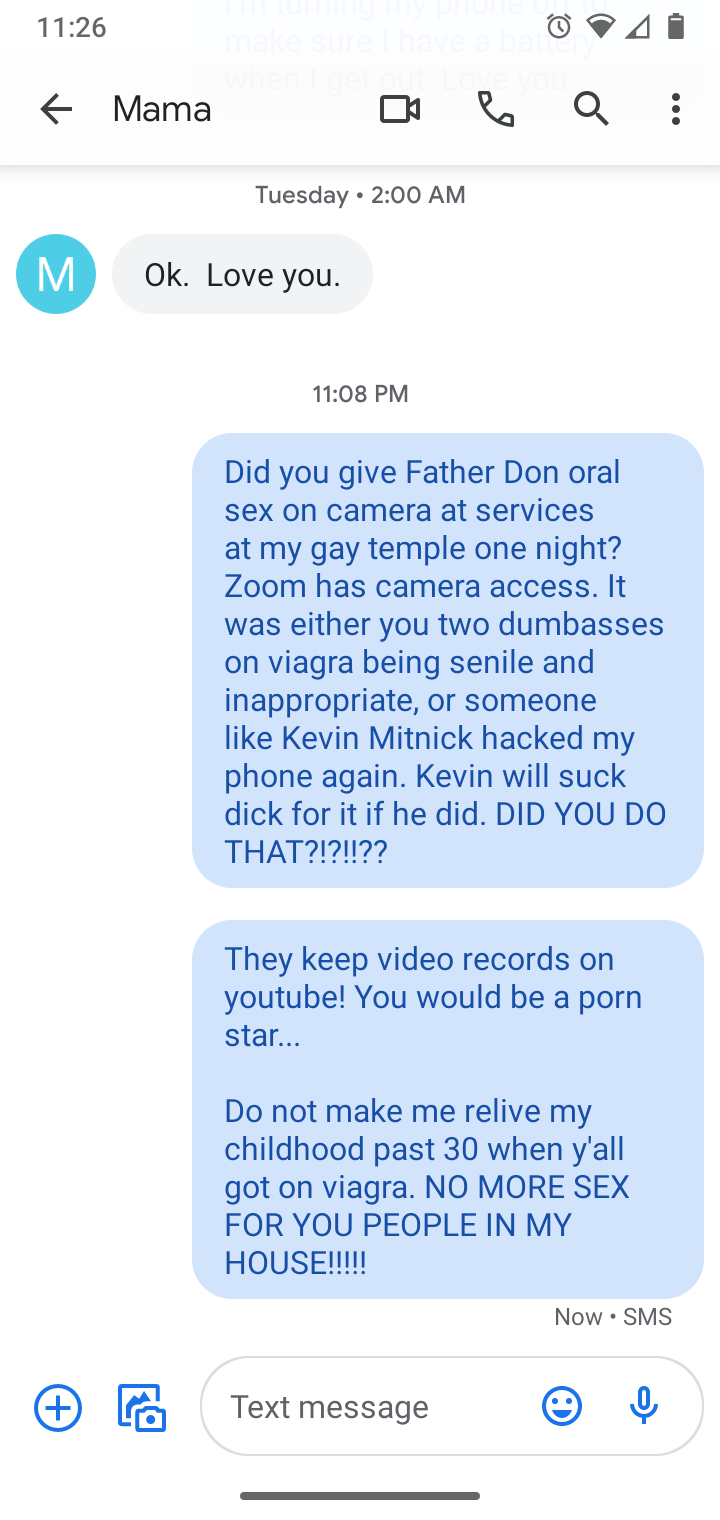 11:26
I'm turning my phone off to
make sure I have a battery
when I get out. Love you.
Mama
Tuesday • 2:00 AM
M
Ok.  Love you.
11:08 PM
Did you give Father Don oral
sex on camera at services
at my gay temple one night?
Zoom has camera access. It
was either you two dumbasses
on viagra being senile and
inappropriate, or someone
like Kevin Mitnick hacked my
phone again. Kevin will suck
dick for it if he did. DID YOU DO
THAT?!?!!??
They keep video records on
youtube! You would be a porn
star...
Do not make me relive my
childhood past 30 when y'all
got on viagra. NO MORE SEX
FOR YOU PEOPLE IN MY
HOUSE!!!!!
Now • SMS
Text message